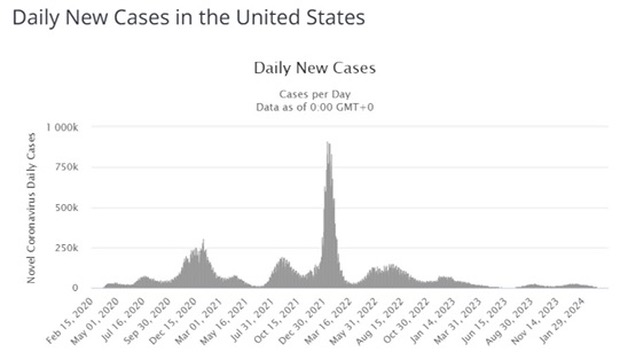 Daily New Cases in the United States
Daily New Cases
Cases per Day
Data as of 0:00 GMT+0
Novel Coronavirus Daily Cases
1 000k
750k
500k
250k
0
Feb 15, 2020
May 01, 2020
Jul 16, 2020
Sep 30, 2020
Dec 15, 2020
Mar 01, 2021
May 16, 2021
Jul 31, 2021
Oct 15, 2021
Dec 30, 2021
Mar 16, 2022
May 31, 2022
Aug 15, 2022
Oct 30, 2022
Jan 14, 2023
Mar 31, 2023
Jun 15, 2023
Aug 30, 2023
Nov 14, 2023
Jan 29, 2024